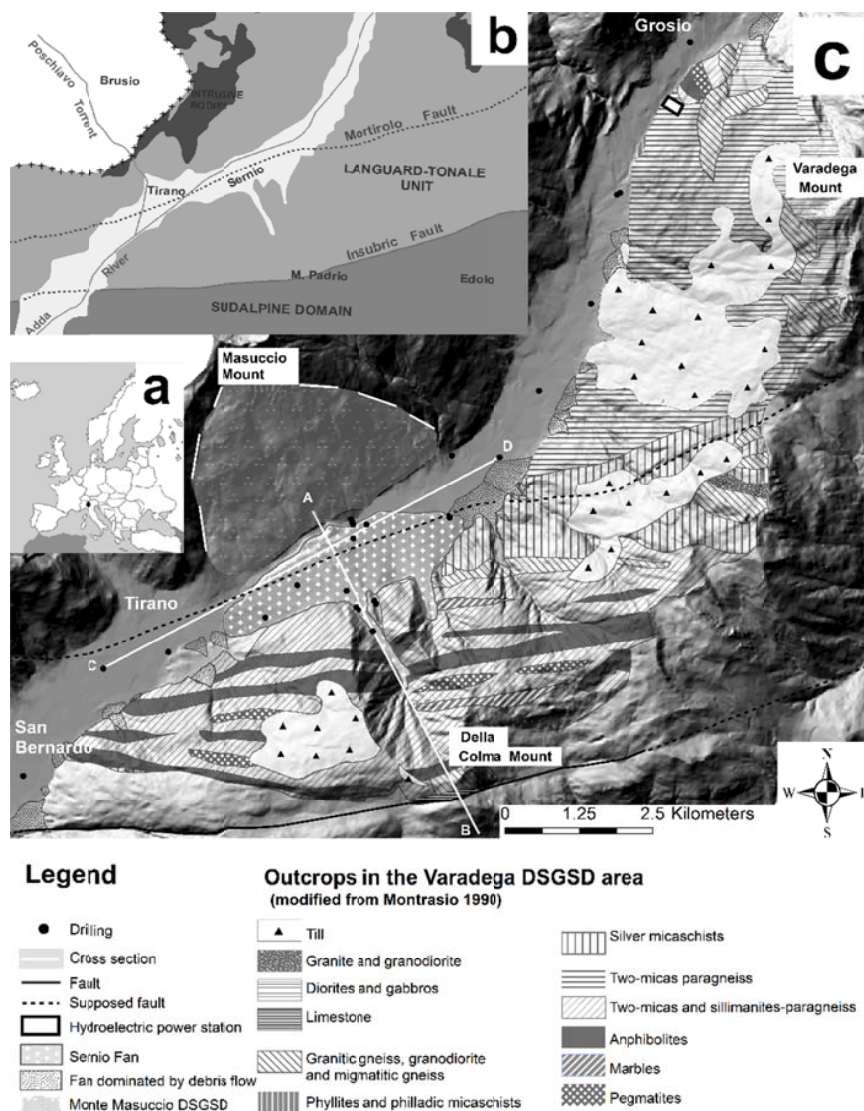 b
Poschiavo
Torrent
Brusio
INTRUSIVE
BODIES
Mortirolo Fault
Tirano
Sernio
LANGUARD-TONALE
UNIT
Insubric Fault
River
M. Padrio
Edolo
Adda
SUDALPINE DOMAIN
a
c
Grosio
Varadega
Mount
Masuccio
Mount
D
A
Tirano
C
San
Bernardo
Della
Colma Mount
B
N
W
S
0 1.25 2.5 Kilometers
Legend
Drilling
Cross section
Fault
Supposed fault
Hydroelectric power station
Sernio Fan
Fan dominated by debris flow
Monte Masuccio DSGSD
Outcrops in the Varadega DSGSD area
(modified from Montrasio 1990)
Till
Granite and granodiorite
Diorites and gabbros
Limestone
Granitic gneiss, granodiorite
and migmatitic gneiss
Phyllites and philladic micaschists
Silver micaschists
Two-micas paragneiss
Two-micas and sillimanites-paragneiss
Anphibolites
Marbles
Pegmatites